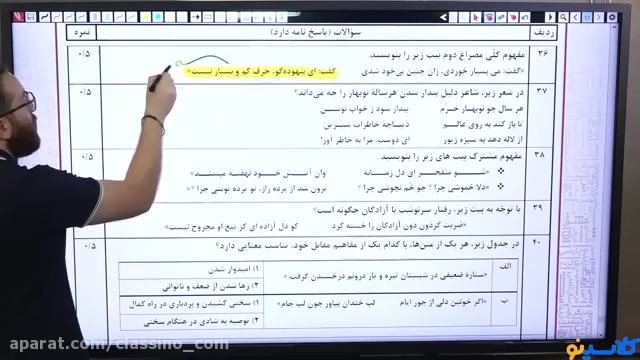 ردیف سؤالات (پاسخ نامه دارد) نمره
۳۶ مفهوم کلّی مصراع دوم بیت زیر را بنویسید. ۰/۵
«گفت: می بسیار خوردی، زان چنین بی‌خود شدی گفت: ای بیهوده‌گو، حرف کم و بسیار نیست»
۳۷ در شعر زیر، شاعر دلیل بیدار شدن هرسالهٔ نوبهار را چه می‌داند؟
هر سال چو نوبهار خرم بیدار شود ز خواب نوشین
تا باز کند به روی عالم دیباچهٔ خاطرات شیرین
از لاله دهد به سبزه زیور ای دوست، مرا به خاطر آور!
۳۸ مفهوم مشترک بیت های زیر را بنویسید. ۰/۵
«شو منفجر ای دل زمانه وان آتش خود نهفته مپسند»
«دلا خموشی چرا؟ چو خم نجوشی چرا؟ برون شد از پرده راز، تو پرده پوشی چرا؟»
۳۹ با توجّه به بیت زیر، رفتار سرنوشت با آزادگان چگونه است؟
«ضربت گردون دون آزادگان را خسته کرد کو دل آزاده ای کز تیغ او مجروح نیست»
۴۰ در جدول زیر، هر یک از متن‌ها، با کدام یک از مفاهیم مقابل خود، تناسب معنایی دارد؟ ۰/۵
الف «ستارهٔ ضعیفی در شبستان تیره و تار درونم درخشیدن گرفت.» ۱) امیدوار شدن
۲) رها شدن از ضعف و ناتوانی
ب «اگر خونین دلی از جور ایام لب خندان بیاور چون لب جام» ۱) سختی کشیدن و بردباری در راه کمال
۲) توصیه به شادی در هنگام سختی
aparat.com/classino_com
کلاسینو